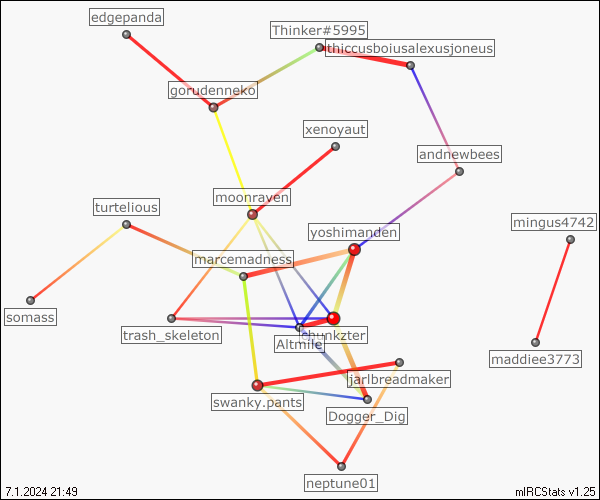 edgepanda
Thinker#5995
thiccusboiusalexusjoneus
gorudenneko
xenoyaut
andnewbees
moonraven
turtelious
mingus4742
yoshimanden
marcemadness
somass
trash_skeleton
chunkzter
Altmile
maddiee3773
jarlbreadmaker
swanky.pants
Dogger_Dig
neptune01
7.1.2024 21:49
mIRCStats v1.25